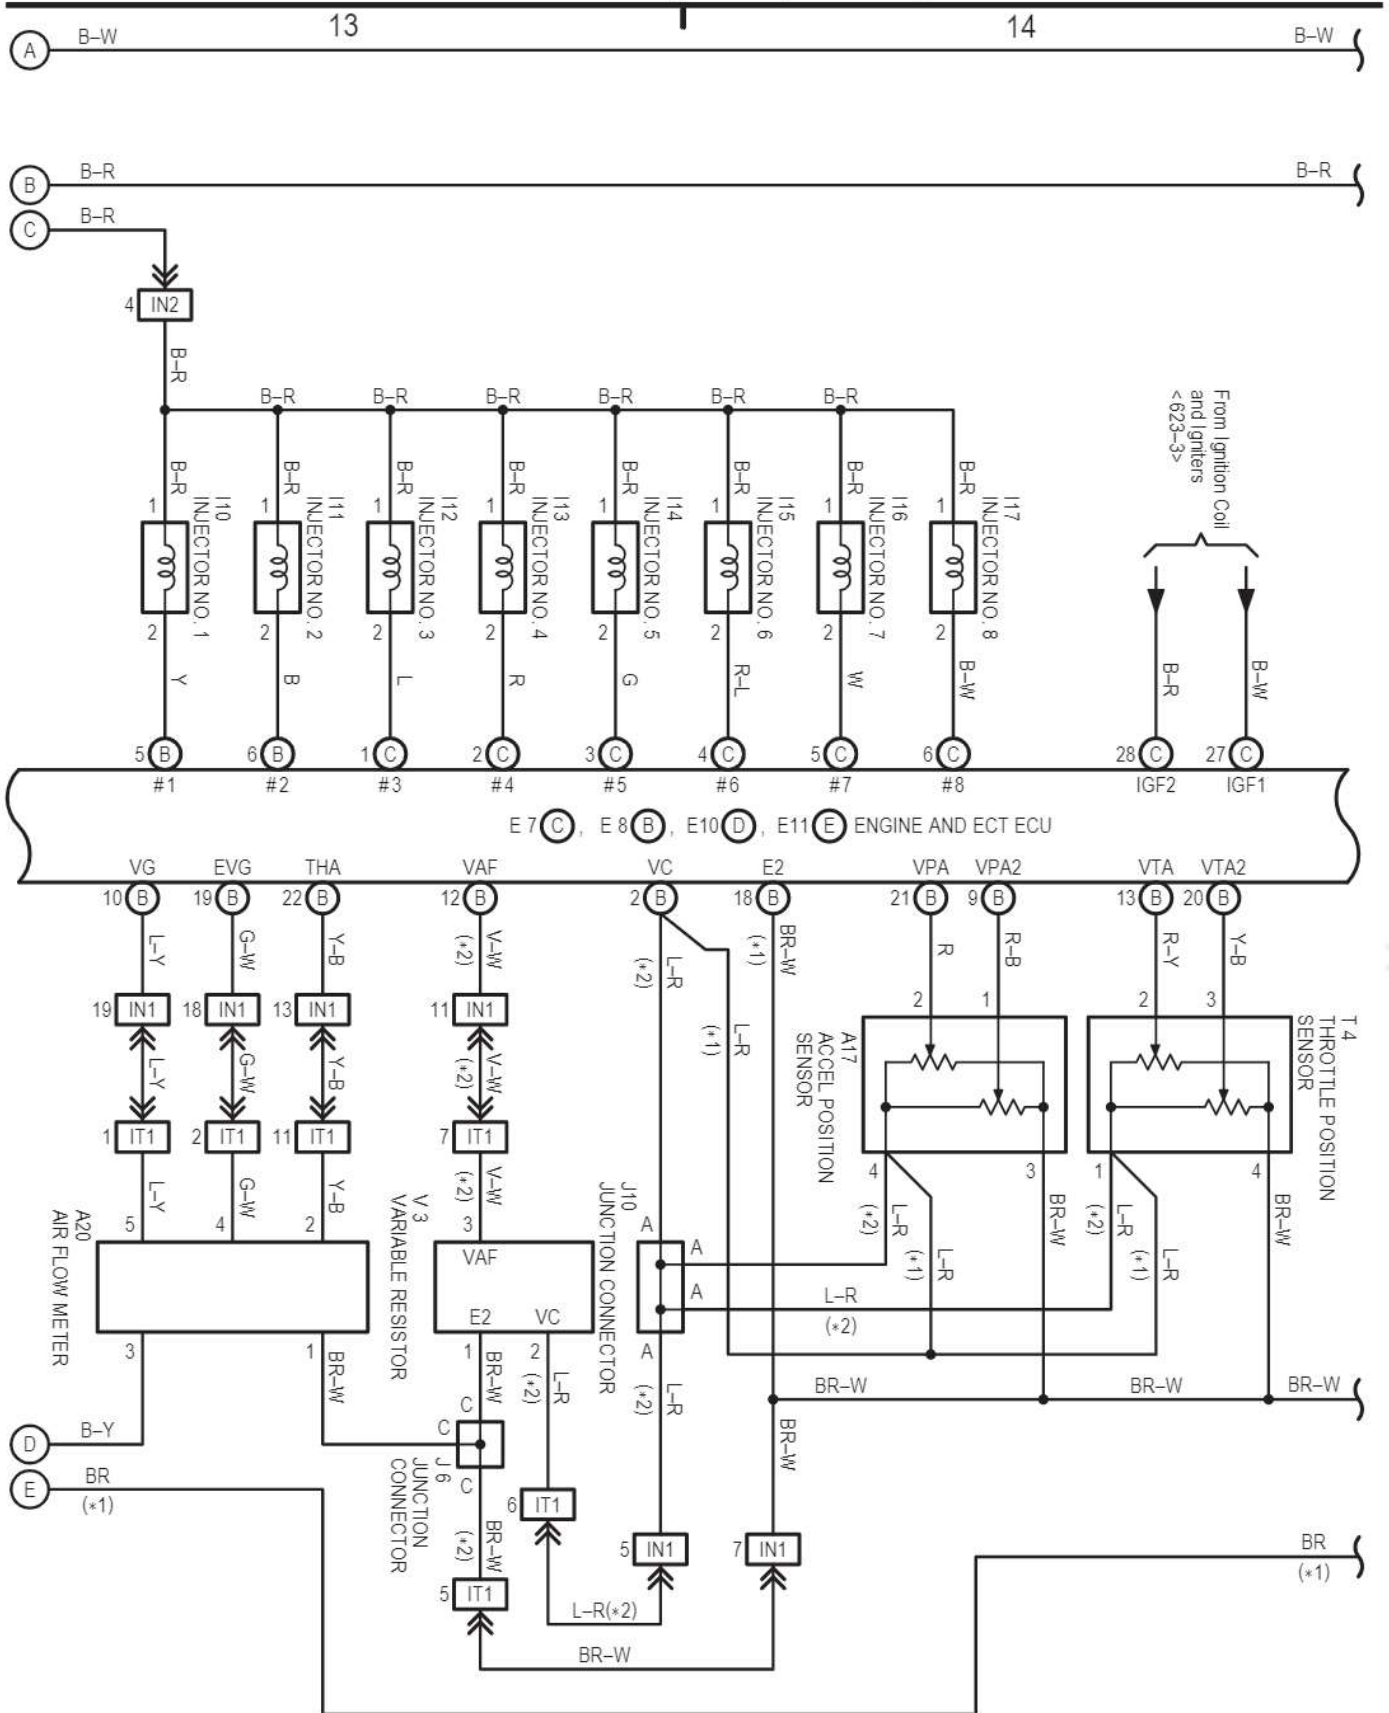 13
14
A B–W B–W
B B–R B–R
C B–R
4 IN2
B–R
B–R B–R B–R B–R B–R B–R
From Ignition Coil
and Igniters
<623–3>
B–R B–R B–R B–R B–R B–R B–R B–R
1 1 1 1 1 1 1 1
I10
INJECTOR NO. 1
I11
INJECTOR NO. 2
I12
INJECTOR NO. 3
I13
INJECTOR NO. 4
I14
INJECTOR NO. 5
I15
INJECTOR NO. 6
I16
INJECTOR NO. 7
I17
INJECTOR NO. 8
2 2 2 2 2 2 2 2
Y B L R G R–L W B–W B–R B–W
5 B 6 B 1 C 2 C 3 C 4 C 5 C 6 C 28 C 27 C
#1 #2 #3 #4 #5 #6 #7 #8 IGF2 IGF1
E 7 C , E 8 B , E10 D , E11 E ENGINE AND ECT ECU
VG EVG THA VAF VC E2 VPA VPA2 VTA VTA2
10 B 19 B 22 B 12 B 2 B 18 B 21 B 9 B 13 B 20 B
L–Y G–W Y–B V–W (*2) L–R (*2) BR–W (*1) R R–B R–Y Y–B
19 IN1 18 IN1 13 IN1 11 IN1 2 1 2 3
L–Y G–W Y–B V–W (*2) L–R (*1)
A17
ACCEL POSITION
SENSOR
T 4
THROTTLE POSITION
SENSOR
1 IT1 2 IT1 11 IT1 7 IT1
4 3 1 4
L–Y G–W Y–B V–W (*2) L–R (*2) BR–W L–R (*2) BR–W
5 4 2 3 A
L–R (*1) L–R (*1)
A20
AIR FLOW METER
V 3
VARIABLE RESISTOR
J10
JUNCTION CONNECTOR
VAF A
A L–R
(*2)
E2 VC
3 1 1 2 A
BR–W BR–W L–R (*2) L–R (*2)
BR–W BR–W BR–W
C
C
D B–Y
BR–W
J 6
JUNCTION
CONNECTOR
C
E BR
(*1)
6 IT1
BR–W (*2)
5 IN1 7 IN1
BR
(*1)
5 IT1
L–R(*2)
BR–W